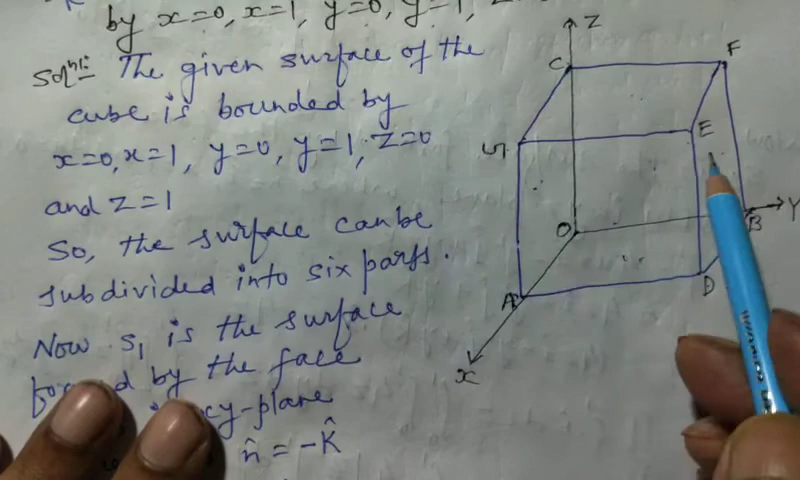 by x=0, x=1, y=0, y=1,
Solⁿ:- The given surface of the
cube is bounded by
x=0, x=1, y=0, y=1, z=0
and z=1
So, the surface can be
subdivided into six parts.
Now S₁ is the surface
by the face
xy-plane
n̂ = -K̂
Z
C
F
G
E
O
B
Y
A
D
X